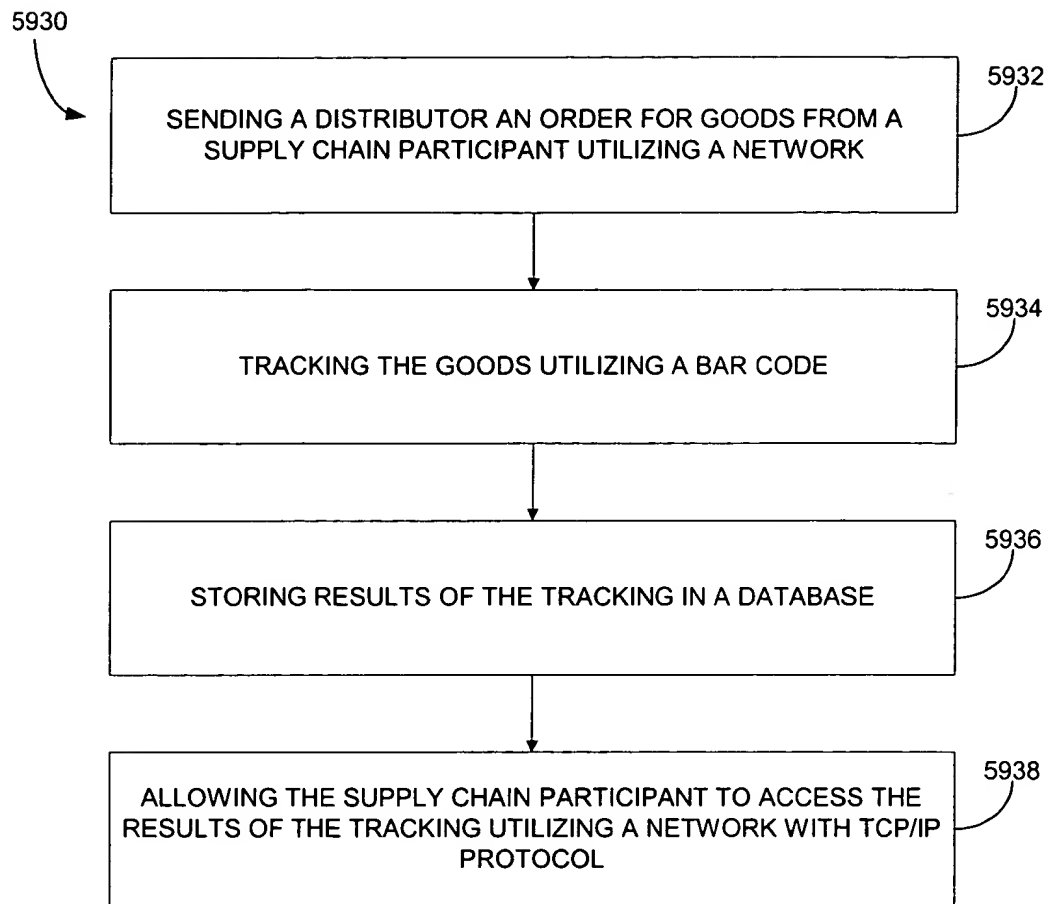 5930
5932
SENDING A DISTRIBUTOR AN ORDER FOR GOODS FROM A
SUPPLY CHAIN PARTICIPANT UTILIZING A NETWORK
5934
TRACKING THE GOODS UTILIZING A BAR CODE
5936
STORING RESULTS OF THE TRACKING IN A DATABASE
5938
ALLOWING THE SUPPLY CHAIN PARTICIPANT TO ACCESS THE
RESULTS OF THE TRACKING UTILIZING A NETWORK WITH TCP/IP
PROTOCOL